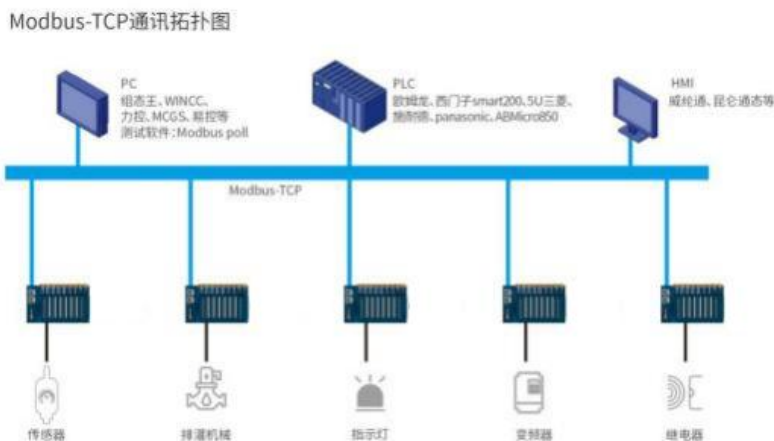 Modbus-TCP通讯拓扑图
PC
组态王、WINCC、
力控、MCGS、易控等
测试软件：Modbus poll
PLC
欧姆龙、西门子smart200、5U三菱、
施耐德、panasonic、ABMicro850
HMI
威纶通、昆仑通态等
Modbus-TCP
传感器
排灌机械
指示灯
变频器
继电器